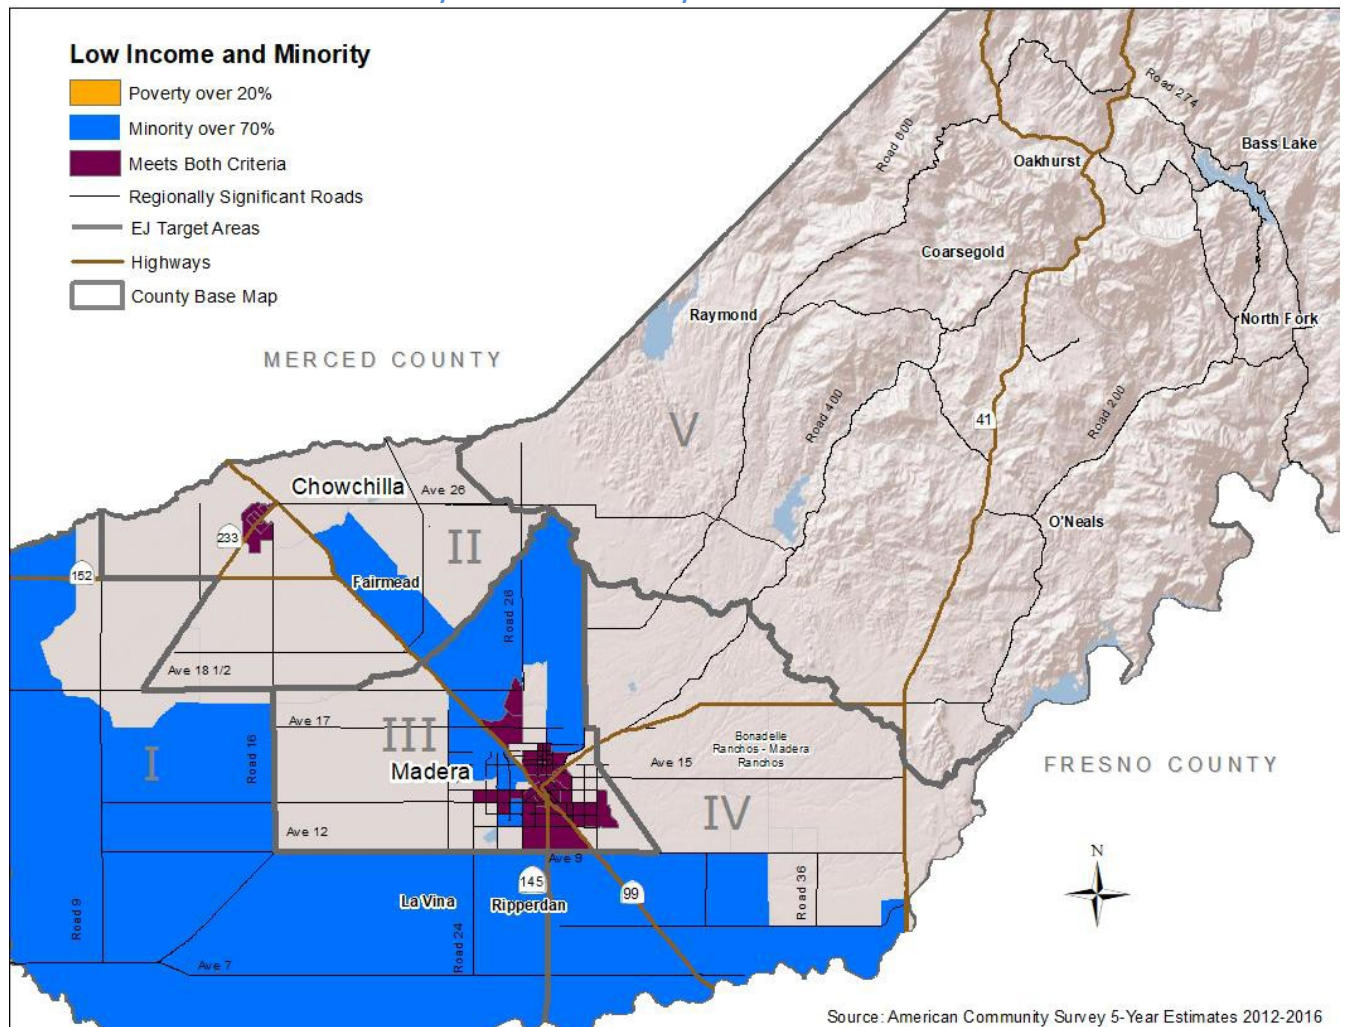 Low Income and Minority
Poverty over 20%
Minority over 70%
Meets Both Criteria
Regionally Significant Roads
EJ Target Areas
Highways
County Base Map
Road 274
Road 600
Bass Lake
Oakhurst
Coarsegold
Raymond
North Fork
MERCED COUNTY
Road 400
Road 200
41
V
Chowchilla
Ave 26
233
II
O'Neals
152
Fairmead
Road 26
Ave 18 1/2
Ave 17
III
I
Road 16
Bonadelle
Ranchos - Madera
Ranchos
Madera
Ave 15
FRESNO COUNTY
IV
Ave 12
N
Ave 9
145
99
Road 36
La Vina
Ripperdan
Road 9
Road 24
Ave 7
Source: American Community Survey 5-Year Estimates 2012-2016